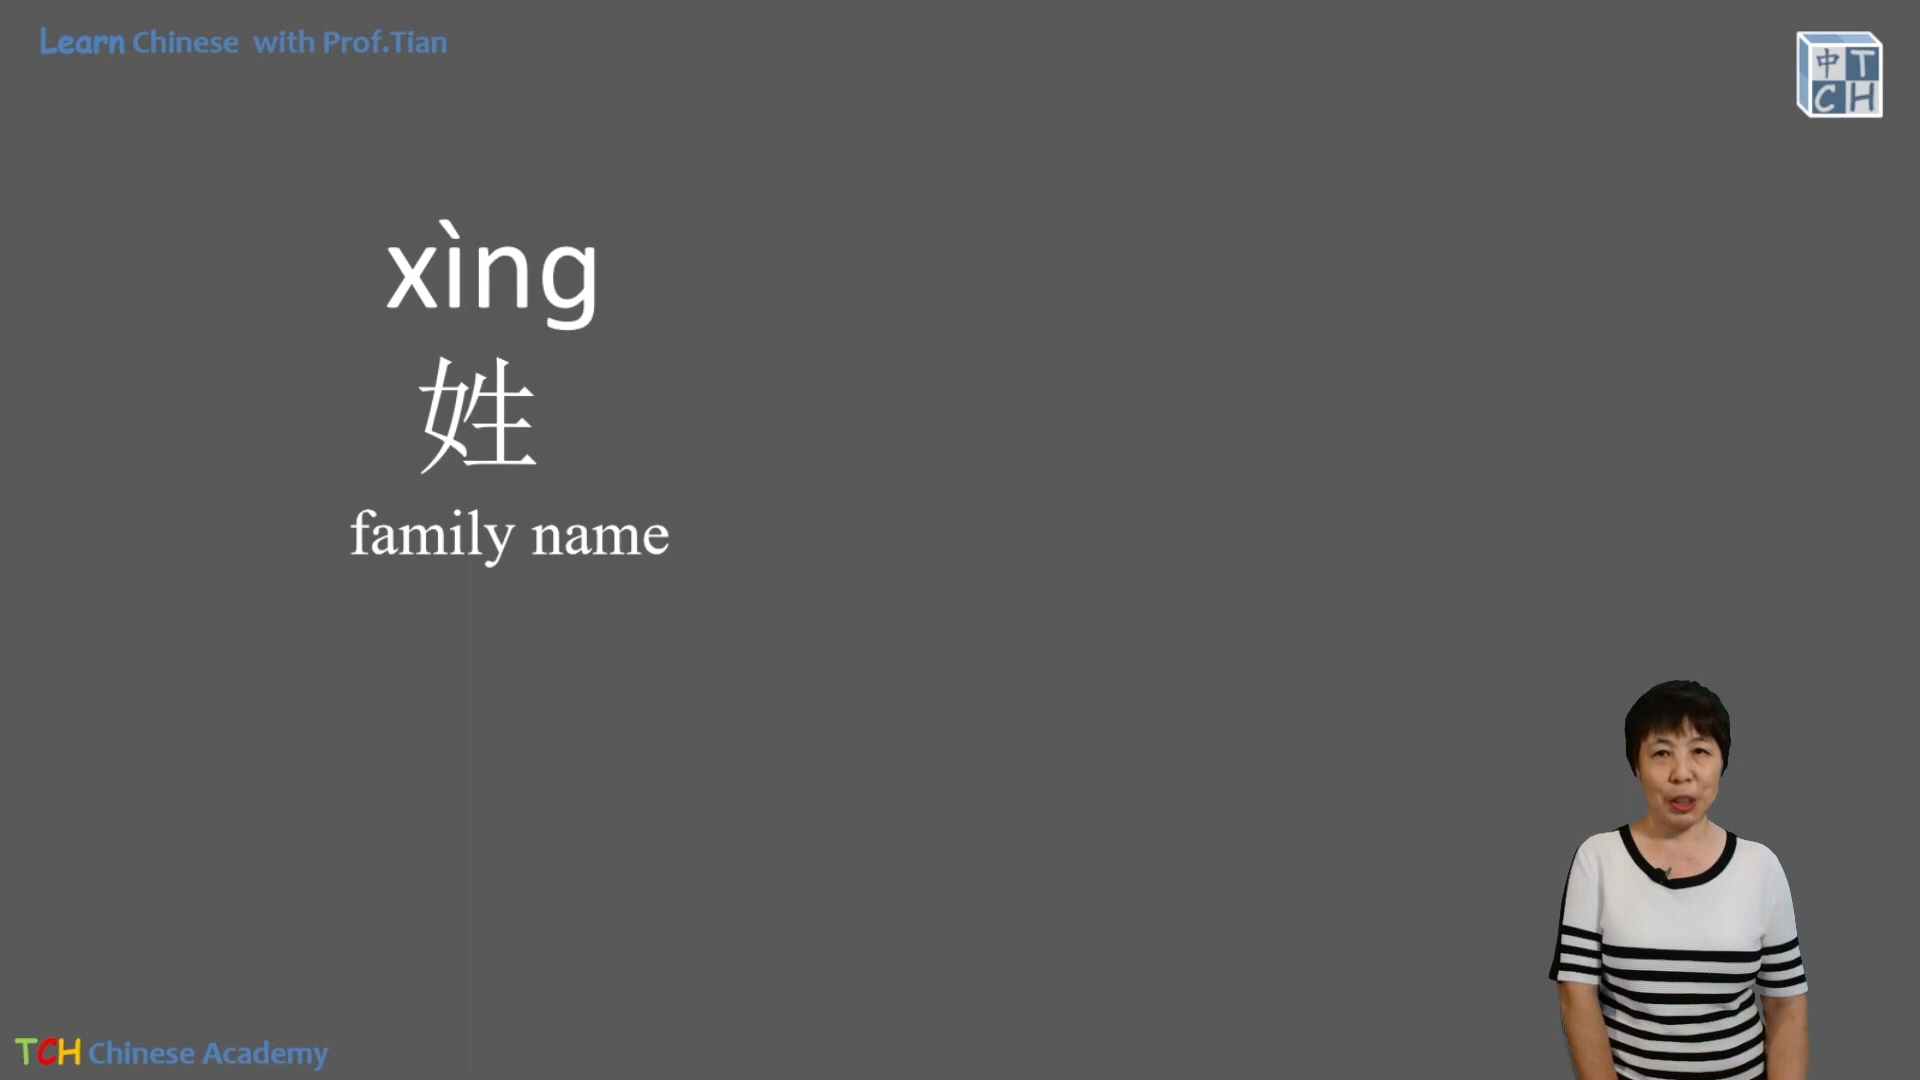 Learn Chinese with Prof.Tian
中T
CH
xìng
姓
family name
TCH Chinese Academy